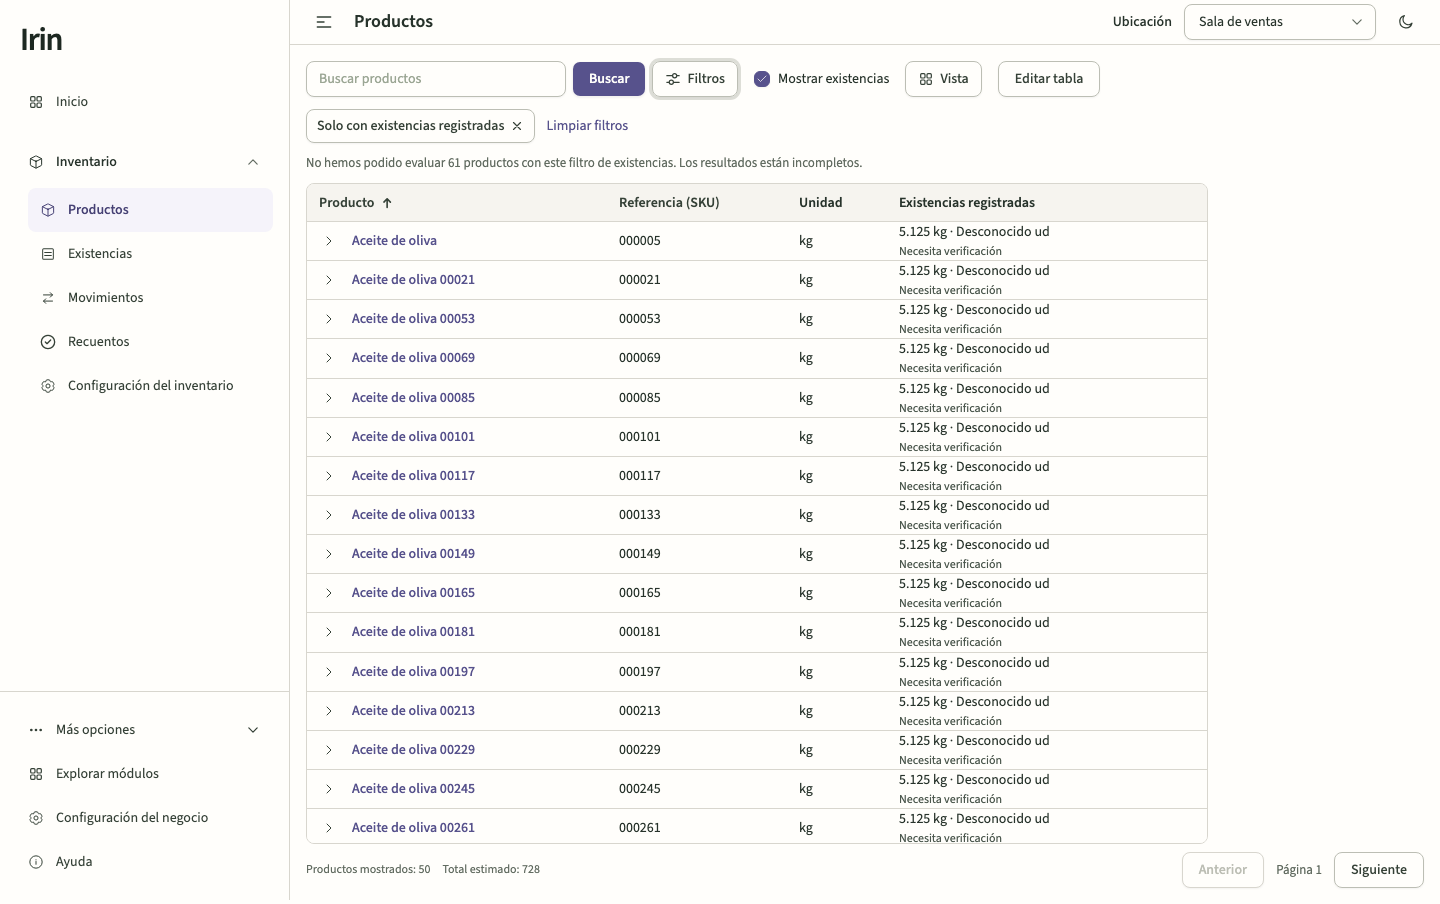 Irin
Inicio
Inventario
Productos
Existencias
Movimientos
Recuentos
Configuración del inventario
Más opciones
Explorar módulos
Configuración del negocio
Ayuda
Productos
Ubicación
Sala de ventas
Buscar productos
Buscar
Filtros
Mostrar existencias
Vista
Editar tabla
Solo con existencias registradas
Limpiar filtros
No hemos podido evaluar 61 productos con este filtro de existencias. Los resultados están incompletos.
Producto Referencia (SKU) Unidad Existencias registradas
Aceite de oliva 000005 kg 5.125 kg · Desconocido ud
Necesita verificación
Aceite de oliva 00021 000021 kg 5.125 kg · Desconocido ud
Necesita verificación
Aceite de oliva 00053 000053 kg 5.125 kg · Desconocido ud
Necesita verificación
Aceite de oliva 00069 000069 kg 5.125 kg · Desconocido ud
Necesita verificación
Aceite de oliva 00085 000085 kg 5.125 kg · Desconocido ud
Necesita verificación
Aceite de oliva 00101 000101 kg 5.125 kg · Desconocido ud
Necesita verificación
Aceite de oliva 00117 000117 kg 5.125 kg · Desconocido ud
Necesita verificación
Aceite de oliva 00133 000133 kg 5.125 kg · Desconocido ud
Necesita verificación
Aceite de oliva 00149 000149 kg 5.125 kg · Desconocido ud
Necesita verificación
Aceite de oliva 00165 000165 kg 5.125 kg · Desconocido ud
Necesita verificación
Aceite de oliva 00181 000181 kg 5.125 kg · Desconocido ud
Necesita verificación
Aceite de oliva 00197 000197 kg 5.125 kg · Desconocido ud
Necesita verificación
Aceite de oliva 00213 000213 kg 5.125 kg · Desconocido ud
Necesita verificación
Aceite de oliva 00229 000229 kg 5.125 kg · Desconocido ud
Necesita verificación
Aceite de oliva 00245 000245 kg 5.125 kg · Desconocido ud
Necesita verificación
Aceite de oliva 00261 000261 kg 5.125 kg · Desconocido ud
Necesita verificación
Productos mostrados: 50 Total estimado: 728
Anterior
Página 1
Siguiente